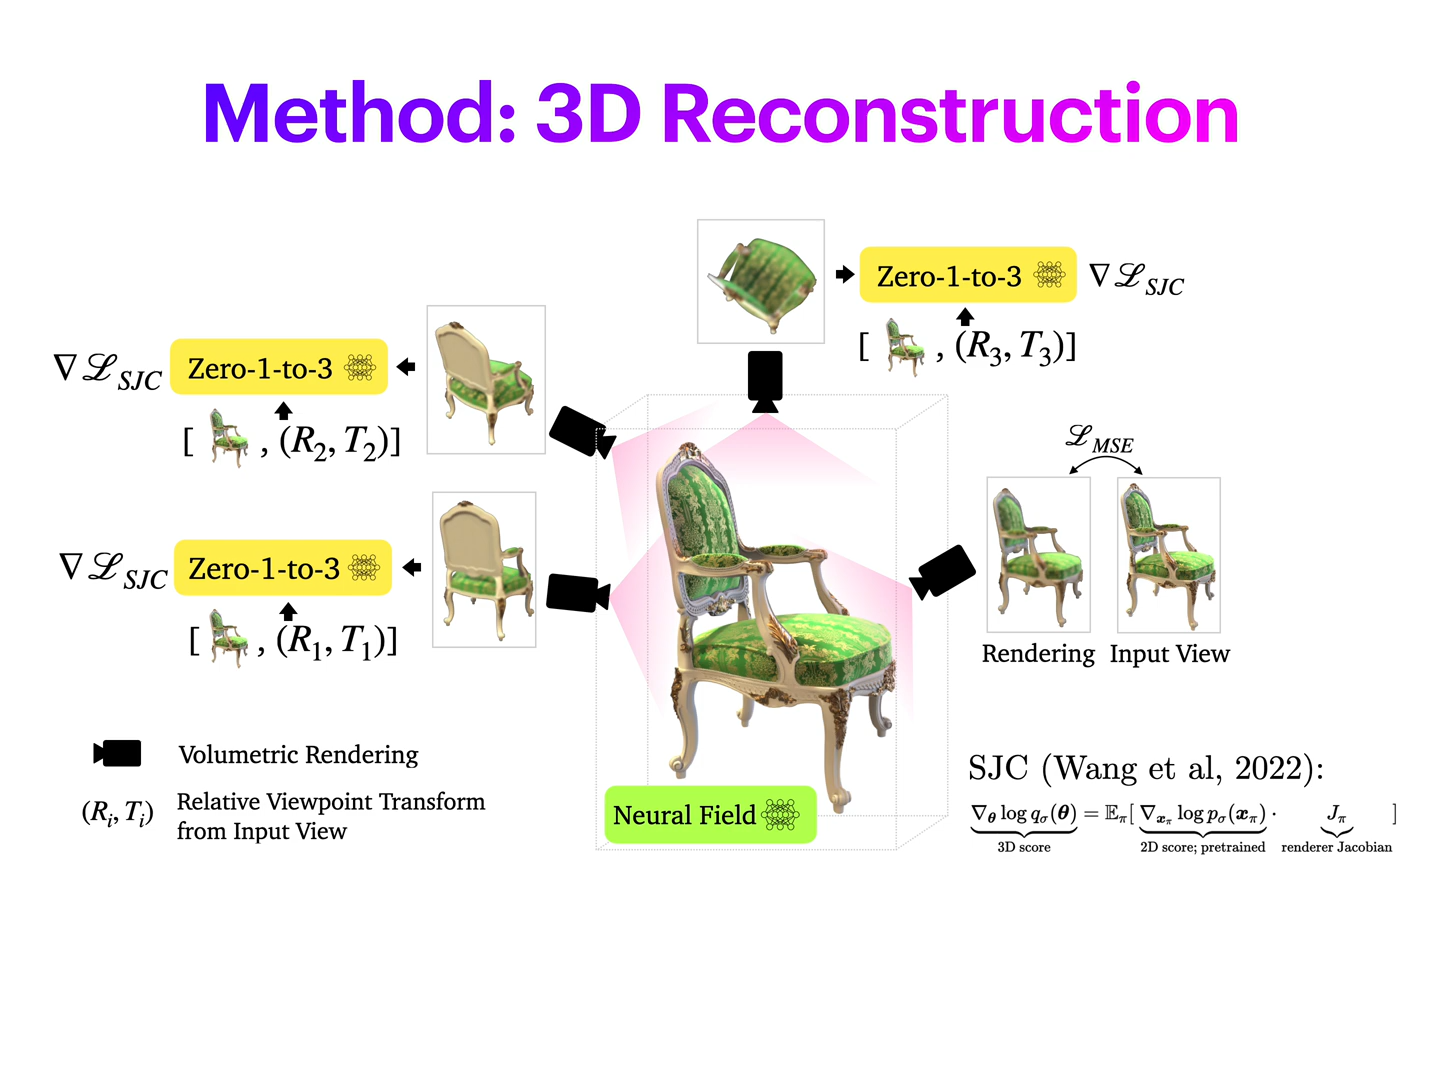 Method: 3D Reconstruction
Zero-1-to-3
∇ℒ_SJC
[ , (R₃, T₃)]
∇ℒ_SJC
Zero-1-to-3
[ , (R₂, T₂)]
ℒ_MSE
∇ℒ_SJC
Zero-1-to-3
[ , (R₁, T₁)]
Rendering
Input View
Volumetric Rendering
(Rᵢ, Tᵢ)
Relative Viewpoint Transform
from Input View
Neural Field
SJC (Wang et al, 2022):
∇_θ log q_σ(θ) = 𝔼_π[ ∇_{x_π} log p_σ(x_π) · J_π ]
3D score
2D score; pretrained
renderer Jacobian